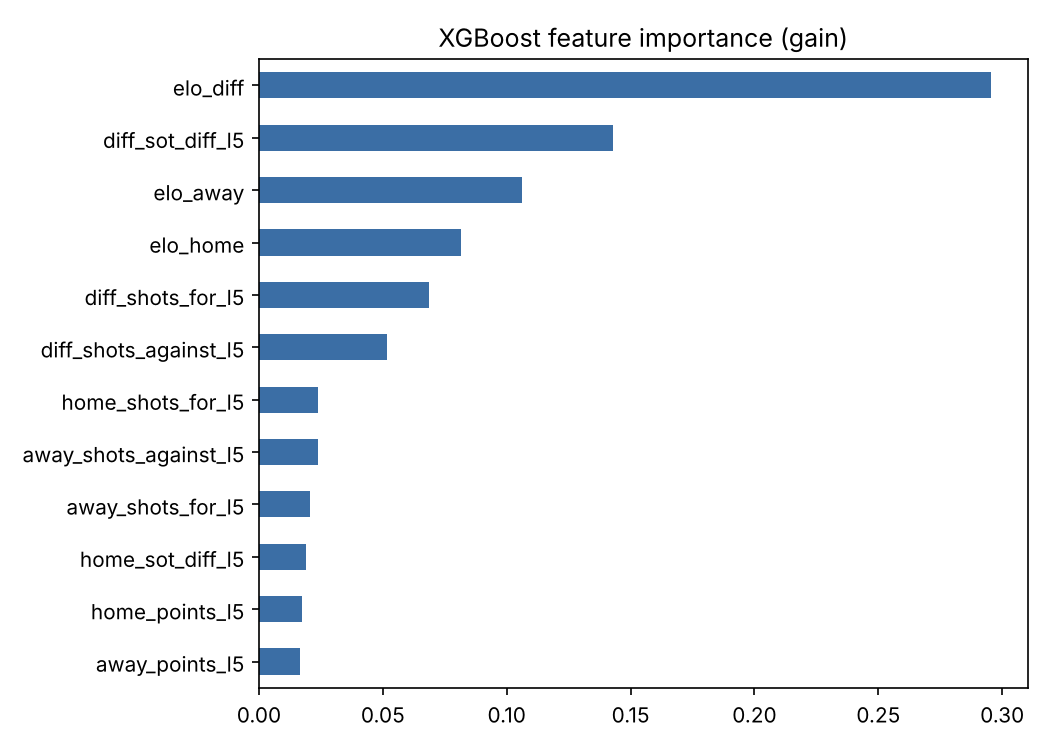 XGBoost feature importance (gain)
elo_diff
diff_sot_diff_l5
elo_away
elo_home
diff_shots_for_l5
diff_shots_against_l5
home_shots_for_l5
away_shots_against_l5
away_shots_for_l5
home_sot_diff_l5
home_points_l5
away_points_l5
0.00 0.05 0.10 0.15 0.20 0.25 0.30